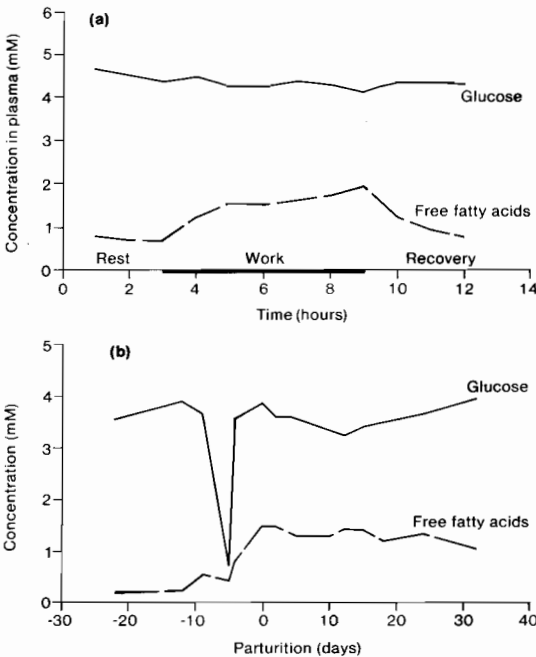 (a)
Concentration in plasma (mM)
6
5
4
3
2
1
0
Glucose
Free fatty acids
Rest Work Recovery
0 2 4 6 8 10 12 14
Time (hours)
(b)
Concentration (mM)
5
4
3
2
1
0
Glucose
Free fatty acids
-30 -20 -10 0 10 20 30 40
Parturition (days)